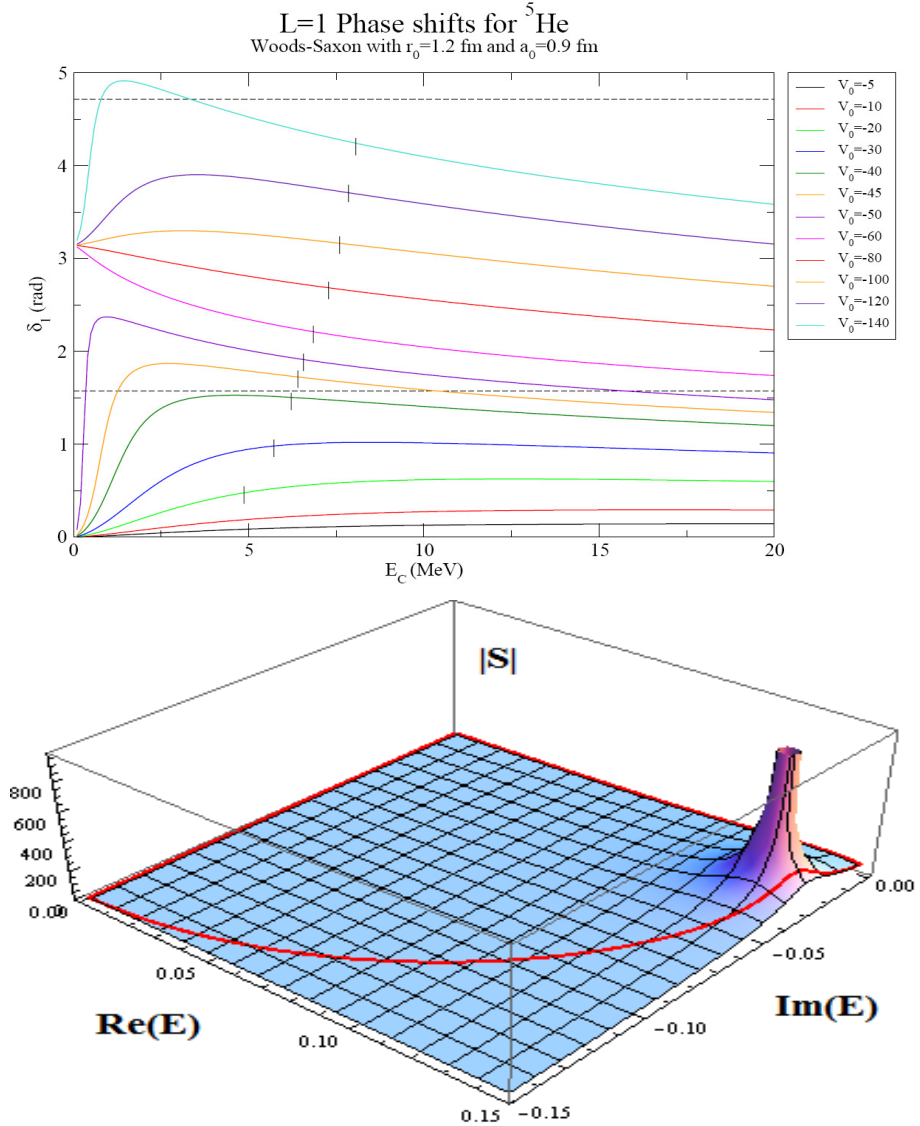 L=1 Phase shifts for ⁵He
Woods-Saxon with r₀=1.2 fm and a₀=0.9 fm
5
4
3
2
1
0
δ₁ (rad)
0
5
10
15
20
E_C (MeV)
V₀=-5
V₀=-10
V₀=-20
V₀=-30
V₀=-40
V₀=-45
V₀=-50
V₀=-60
V₀=-80
V₀=-100
V₀=-120
V₀=-140
|S|
800
600
400
200
0.00
0.05
0.10
0.15
Re(E)
0.00
−0.05
−0.10
−0.15
Im(E)